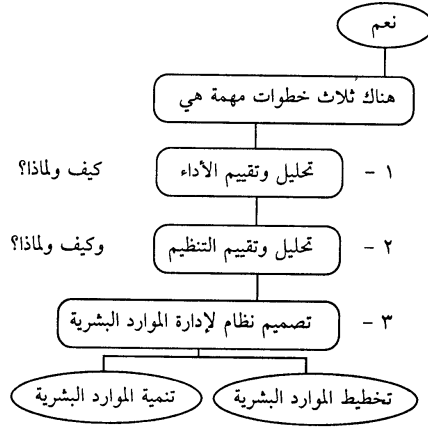 نعم
هناك ثلاث خطوات مهمة هي
١ - تحليل وتقييم الأداء كيف ولماذا؟
٢ - تحليل وتقييم التنظيم وكيف ولماذا؟
٣ - تصميم نظام لإدارة الموارد البشرية
تخطيط الموارد البشرية تنمية الموارد البشرية